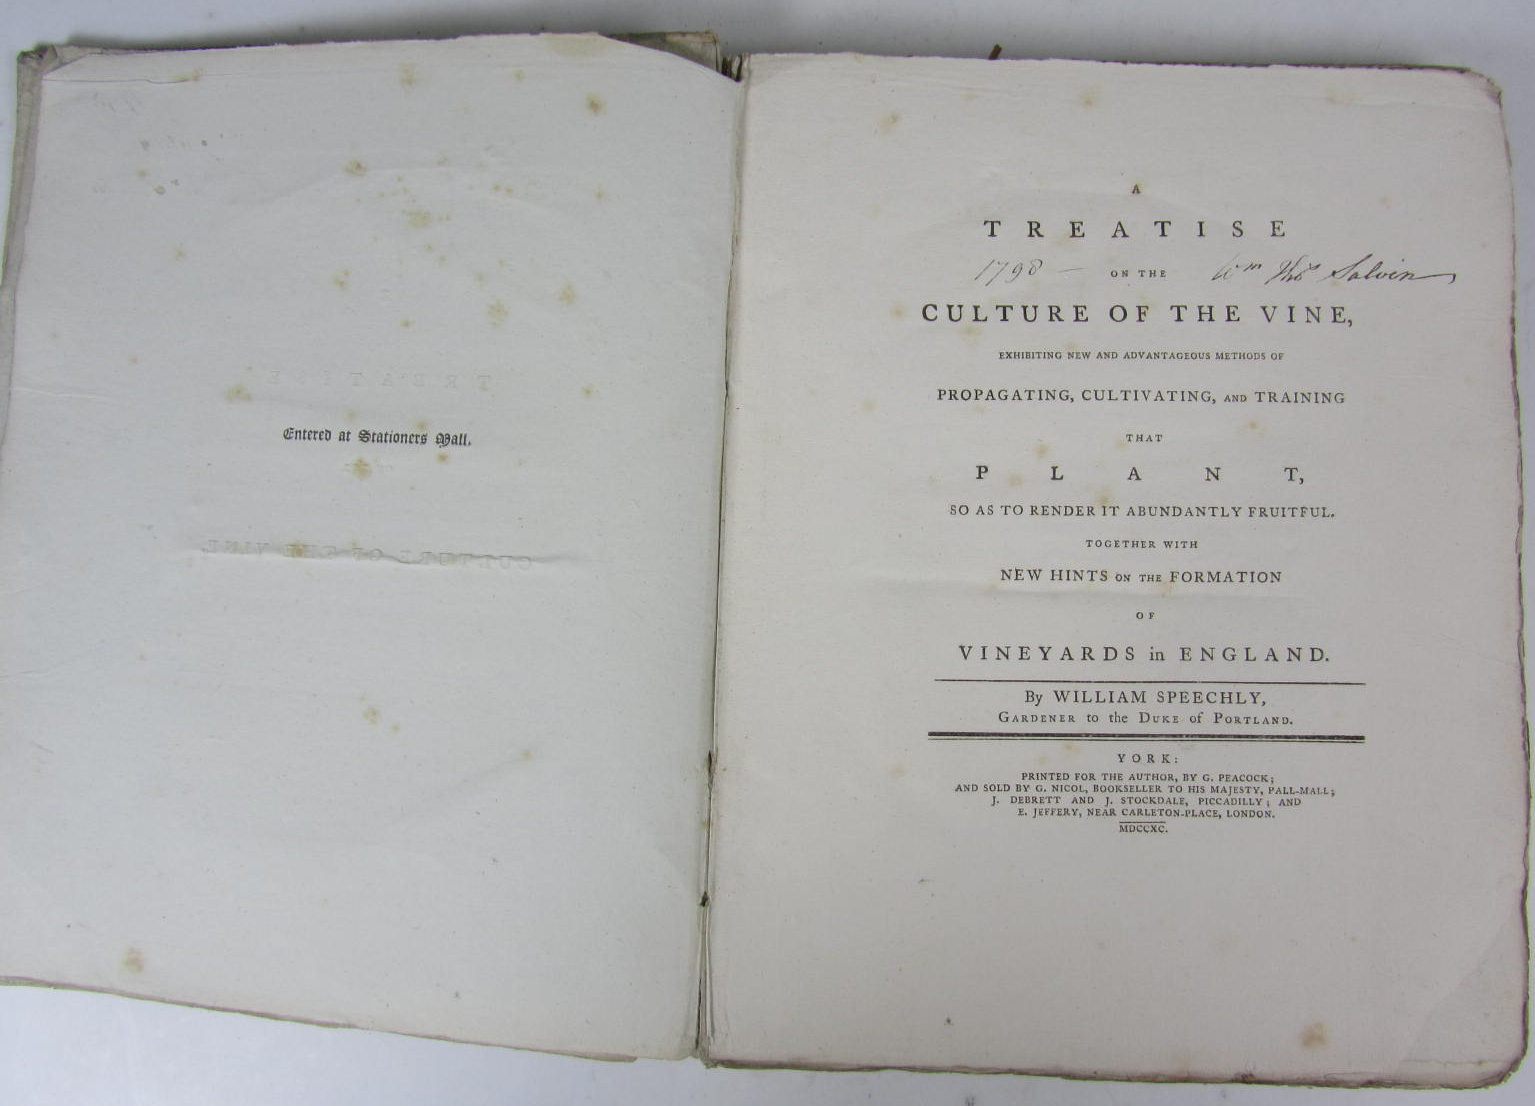 Entered at Stationers Hall.
A
TREATISE
1798 — ON THE Wm Thos Salvin
CULTURE OF THE VINE,
EXHIBITING NEW AND ADVANTAGEOUS METHODS OF
PROPAGATING, CULTIVATING, AND TRAINING
THAT
PLANT,
SO AS TO RENDER IT ABUNDANTLY FRUITFUL.
TOGETHER WITH
NEW HINTS ON THE FORMATION
OF
VINEYARDS in ENGLAND.
By WILLIAM SPEECHLY,
GARDENER to the DUKE of PORTLAND.
YORK:
PRINTED FOR THE AUTHOR, BY G. PEACOCK;
AND SOLD BY G. NICOL, BOOKSELLER TO HIS MAJESTY, PALL-MALL;
J. DEBRETT AND J. STOCKDALE, PICCADILLY; AND
E. JEFFERY, NEAR CARLETON-PLACE, LONDON.
MDCCXC.